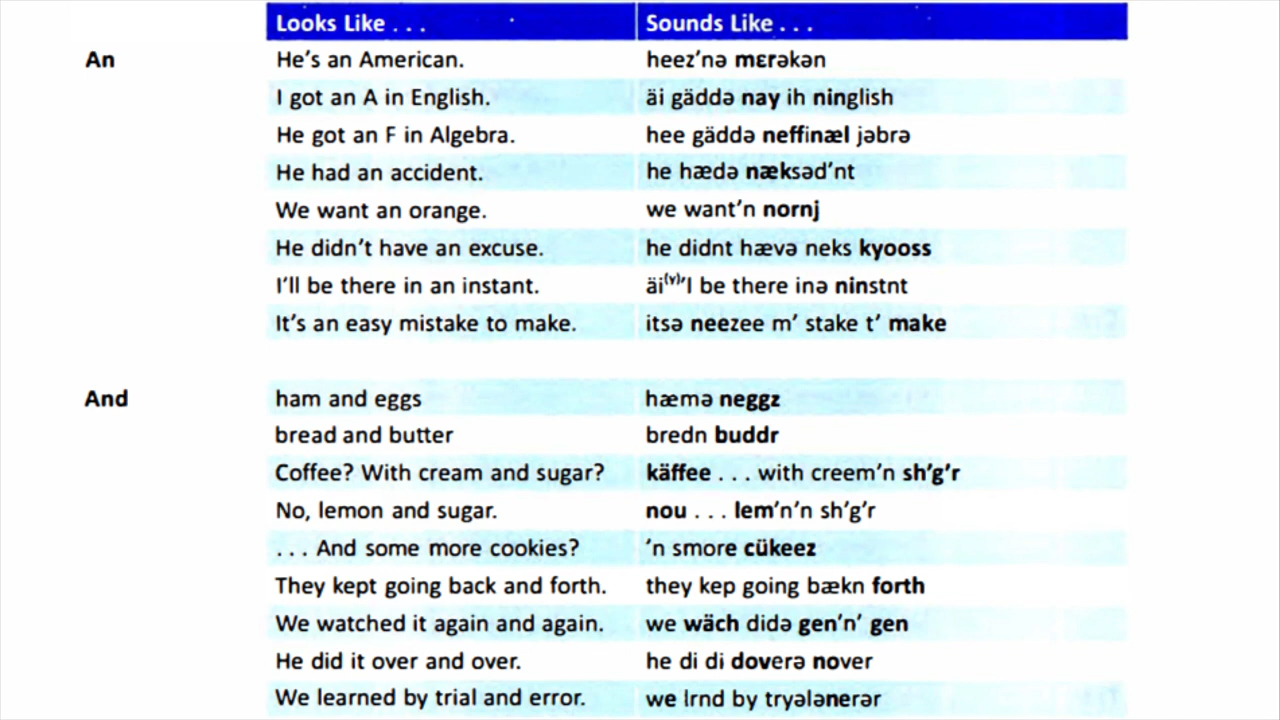 Looks Like . . . Sounds Like . . .
An He's an American. heez'nə mɛrəkən
I got an A in English. äi gäddə nay ih ninglish
He got an F in Algebra. hee gäddə neffinæl jəbrə
He had an accident. he hædə næksəd'nt
We want an orange. we want'n nornj
He didn't have an excuse. he didnt hævə neks kyooss
I'll be there in an instant. äi(y)'l be there inə ninstnt
It's an easy mistake to make. itsə neezee m' stake t' make
And ham and eggs hæmə neggz
bread and butter bredn buddr
Coffee? With cream and sugar? käffee . . . with creem'n sh'g'r
No, lemon and sugar. nou . . . lem'n'n sh'g'r
. . . And some more cookies? 'n smore cükeez
They kept going back and forth. they kep going bækn forth
We watched it again and again. we wäch didə gen'n' gen
He did it over and over. he di di doverə nover
We learned by trial and error. we lrnd by tryələnerər